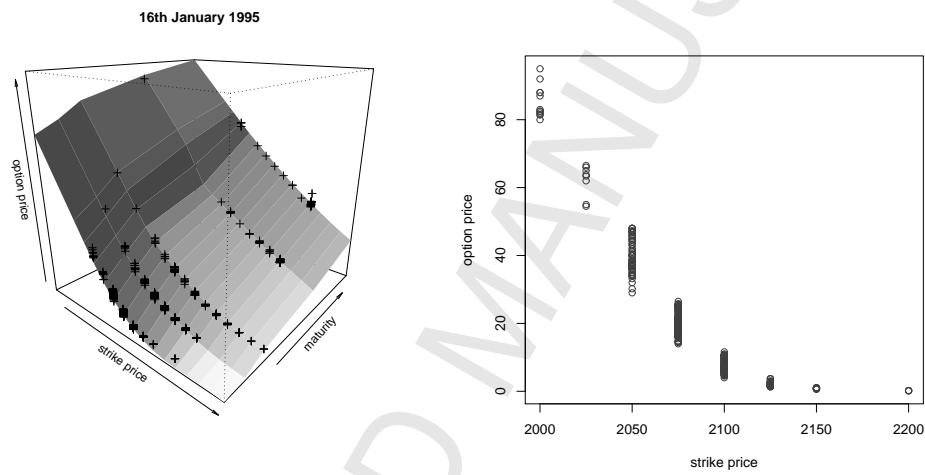 16th January 1995
option price
strike price
maturity
option price
80
60
40
20
0
2000
2050
2100
2150
2200
strike price
D MANUS